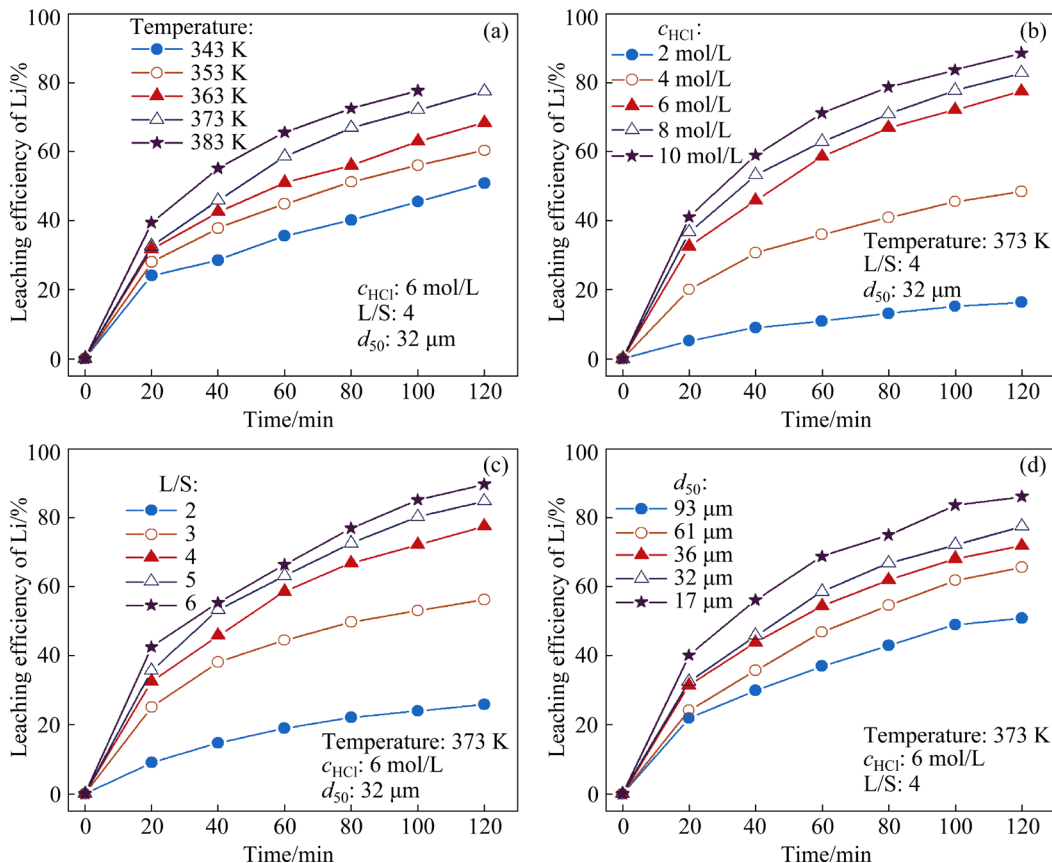 (a)
Temperature:
343 K
353 K
363 K
373 K
383 K
cHCl: 6 mol/L
L/S: 4
d50: 32 μm
Leaching efficiency of Li/%
100
80
60
40
20
0
0 20 40 60 80 100 120
Time/min
(b)
cHCl:
2 mol/L
4 mol/L
6 mol/L
8 mol/L
10 mol/L
Temperature: 373 K
L/S: 4
d50: 32 μm
Leaching efficiency of Li/%
100
80
60
40
20
0
0 20 40 60 80 100 120
Time/min
(c)
L/S:
2
3
4
5
6
Temperature: 373 K
cHCl: 6 mol/L
d50: 32 μm
Leaching efficiency of Li/%
100
80
60
40
20
0
0 20 40 60 80 100 120
Time/min
(d)
d50:
93 μm
61 μm
36 μm
32 μm
17 μm
Temperature: 373 K
cHCl: 6 mol/L
L/S: 4
Leaching efficiency of Li/%
100
80
60
40
20
0
0 20 40 60 80 100 120
Time/min